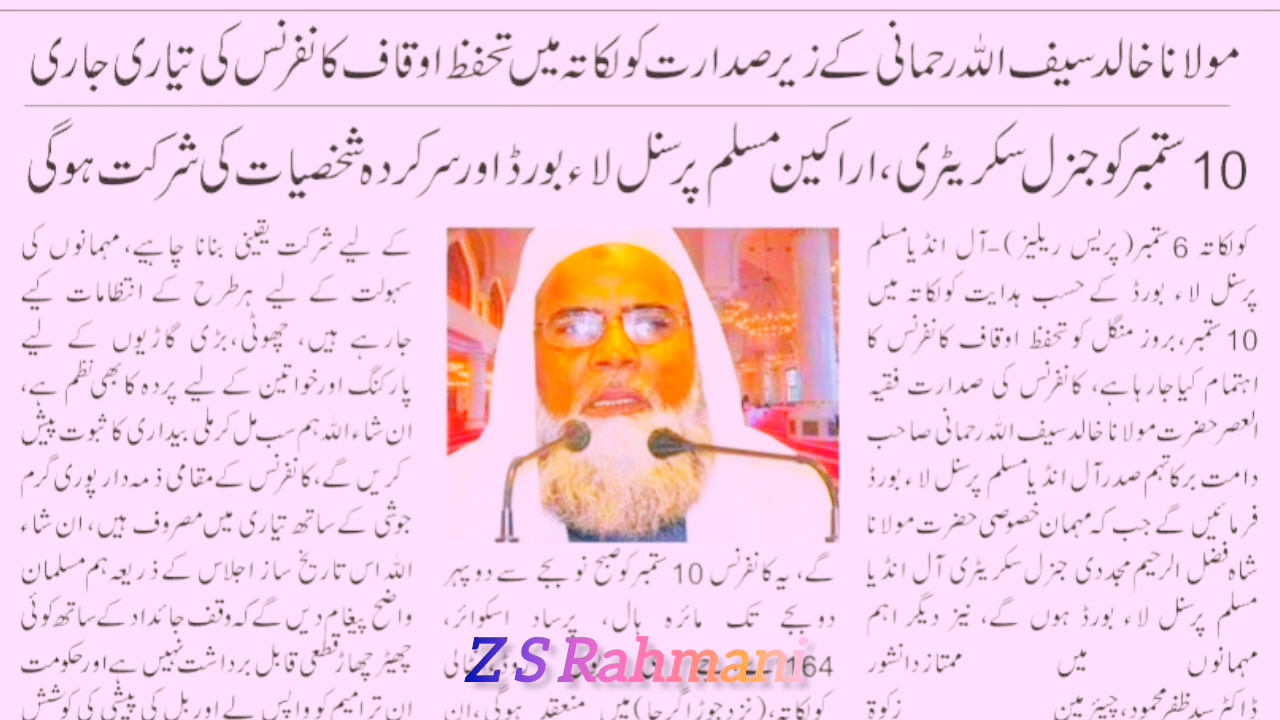 مولانا خالد سیف اللہ رحمانی کے زیر صدارت کولکاتہ میں تحفظ اوقاف کانفرنس کی تیاری جاری
10 ستمبر کو جنرل سکریٹری، اراکین مسلم پرسنل لاء بورڈ اور سرکردہ شخصیات کی شرکت ہوگی
کولکاتہ 6 ستمبر (پریس ریلیز)۔ آل انڈیا مسلم
پرسنل لاء بورڈ کے حسب ہدایت کولکاتہ میں
10 ستمبر، بروز منگل کو تحفظ اوقاف کانفرنس کا
اہتمام کیا جارہا ہے، کانفرنس کی صدارت فقیہ
العصر حضرت مولانا خالد سیف اللہ رحمانی صاحب
دامت برکاتہم صدر آل انڈیا مسلم پرسنل لاء بورڈ
فرمائیں گے جب کہ مہمان خصوصی حضرت مولانا
شاہ فضل الرحیم مجددی جنرل سکریٹری آل انڈیا
مسلم پرسنل لاء بورڈ ہوں گے، نیز دیگر اہم
مہمانوں میں ممتاز دانشور
ڈاکٹر سید ظفر محمود، چیئرمین زکوۃ
گے، یہ کانفرنس 10 ستمبر کو صبح نو بجے سے دوپہر
دو بجے تک مائرہ ہال، پرساد اسکوائر،
164
کولکاتہ، (نزد جوڑا گرجا) میں منعقد ہوگی، ان
کے لیے شرکت یقینی بنانا چاہیے، مہمانوں کی
سہولت کے لیے ہر طرح کے انتظامات کیے
جارہے ہیں، چھوٹی، بڑی گاڑیوں کے لیے
پارکنگ اور خواتین کے لیے پردہ کا بھی نظم ہے،
ان شاء اللہ ہم سب مل کر ملی بیداری کا ثبوت پیش
کریں گے، کانفرنس کے مقامی ذمہ دار پوری گرم
جوشی کے ساتھ تیاری میں مصروف ہیں، ان شاء
اللہ اس تاریخ ساز اجلاس کے ذریعہ ہم مسلمان
واضح پیغام دیں گے کہ وقف جائداد کے ساتھ کوئی
چھیڑ چھاڑ قطعی قابل برداشت نہیں ہے اور حکومت
ان ترامیم کو واپس لے اور بل کی پیشی کی کوشش
Z S Rahmani